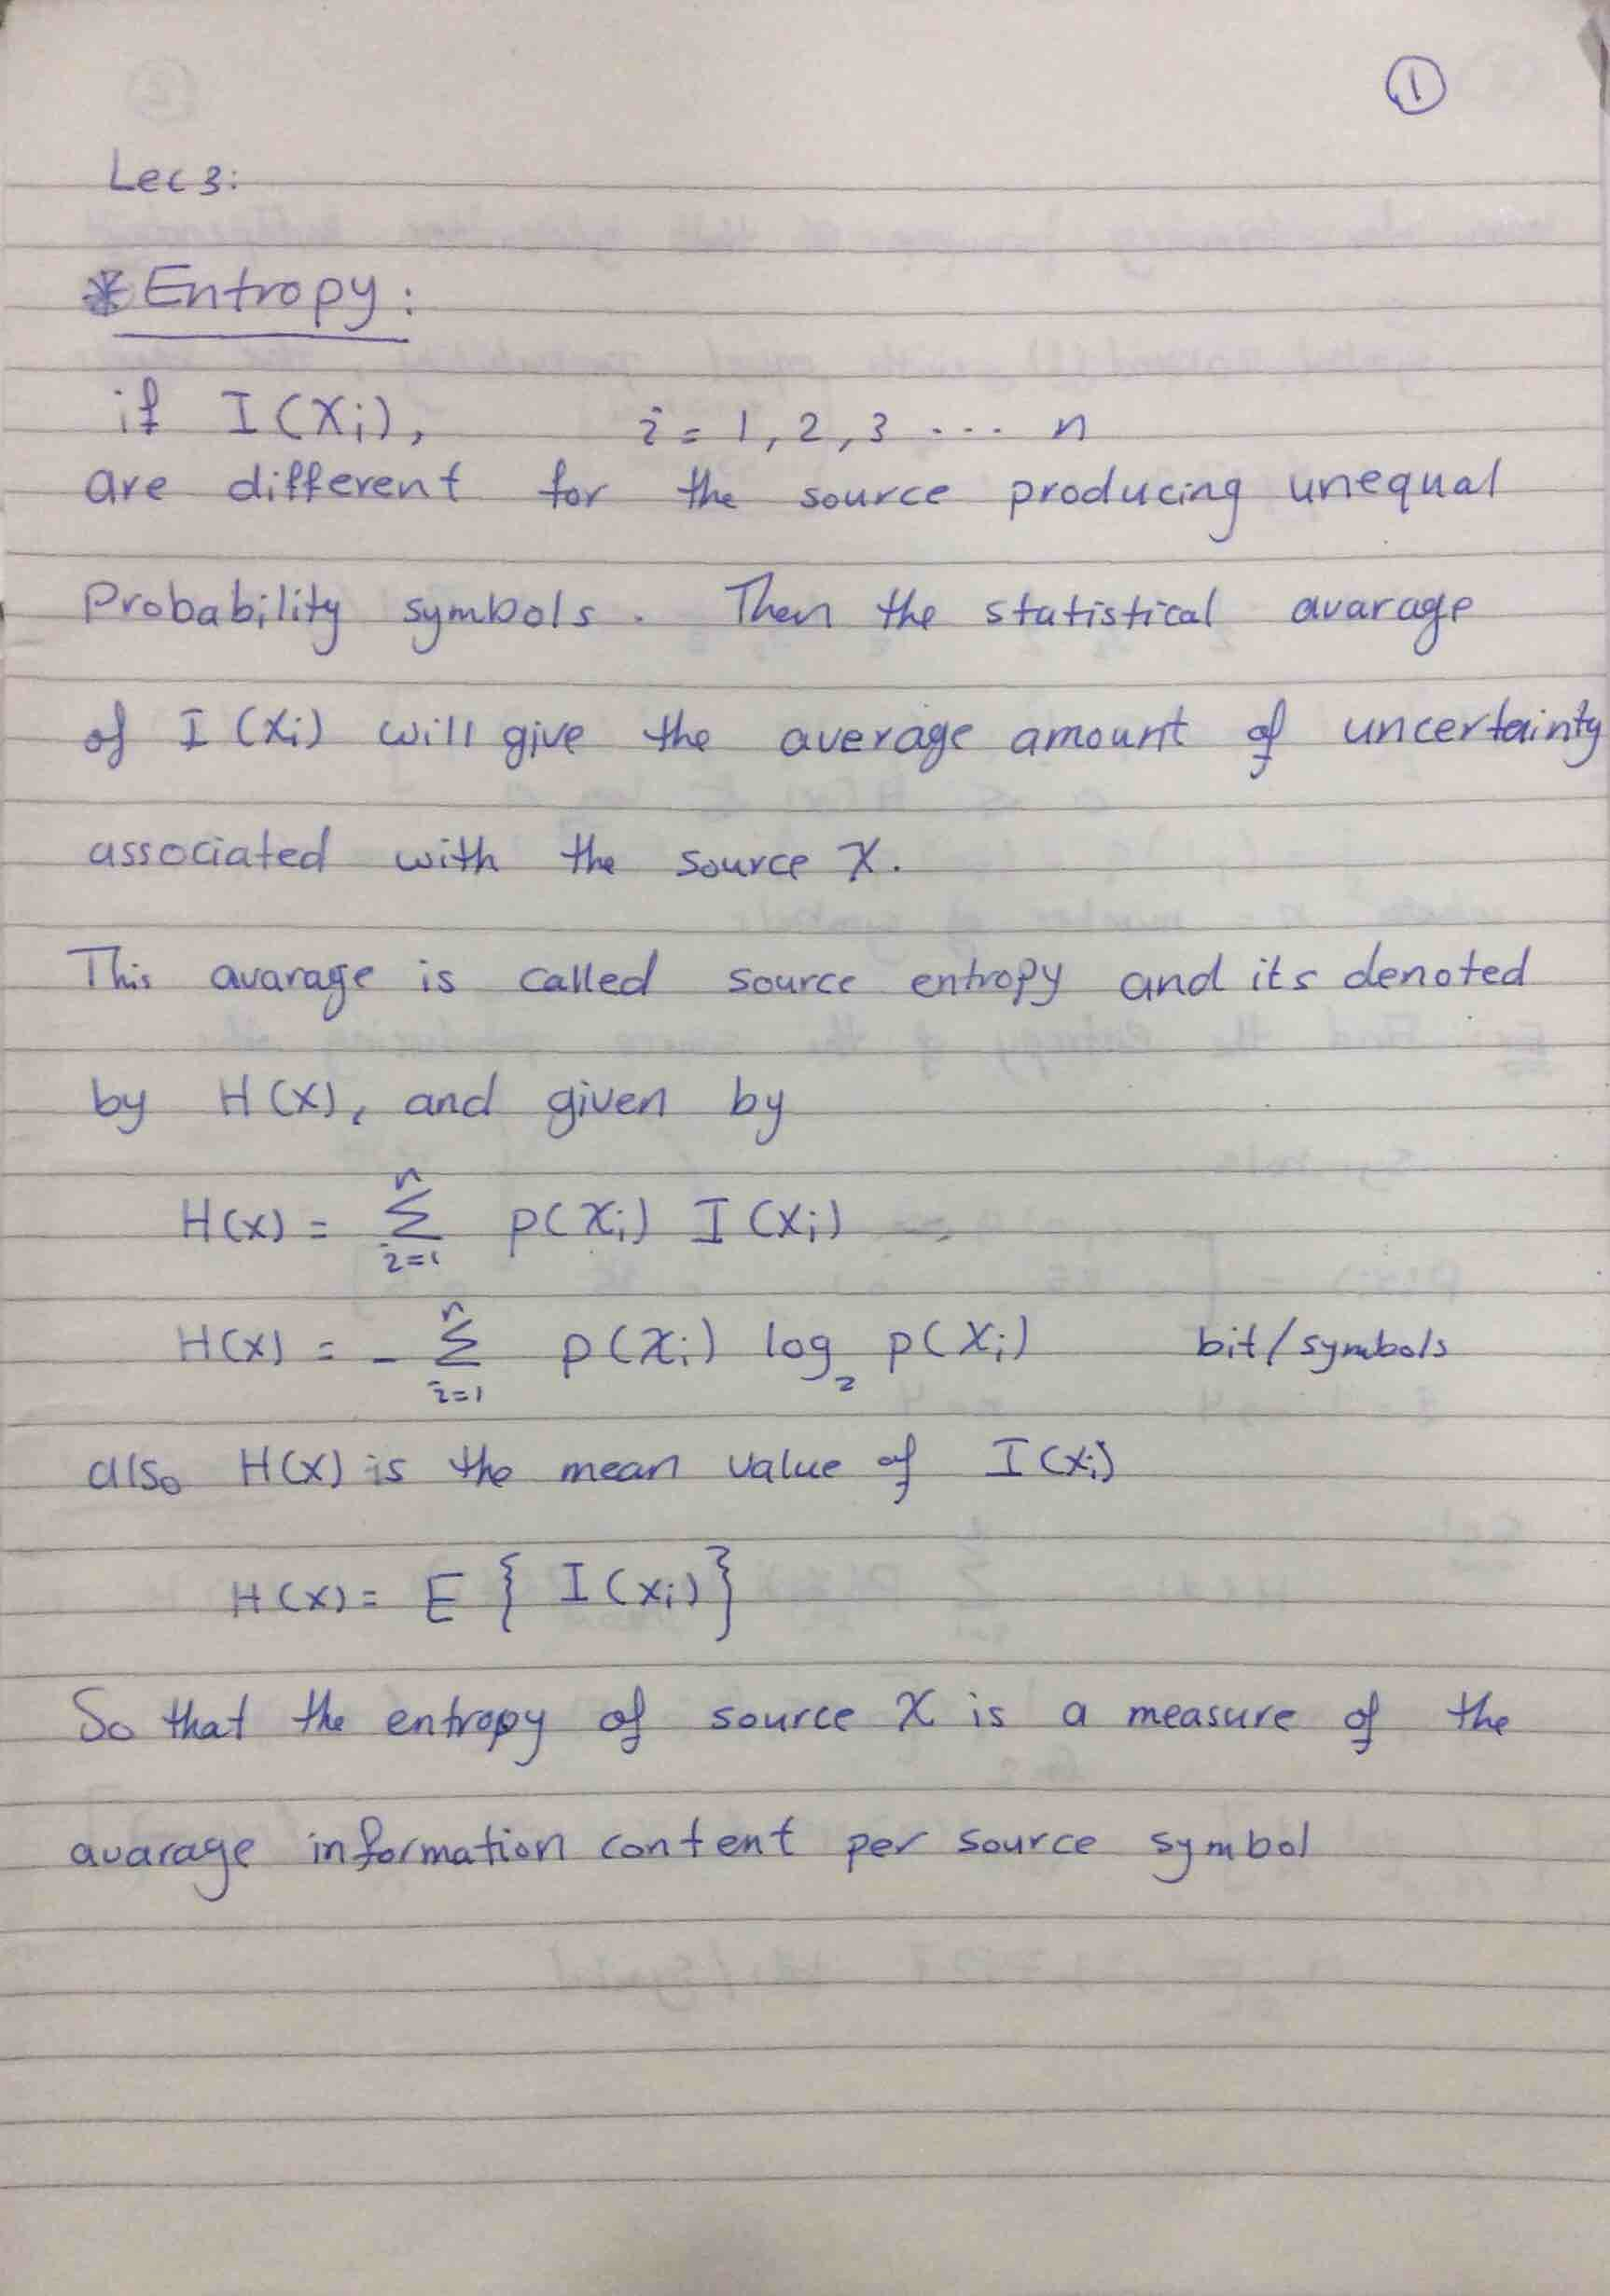 1
Lec 3:
* Entropy:
if I(Xi), i = 1, 2, 3 ... n
are different for the source producing unequal
Probability symbols. Then the statistical avarage
of I(Xi) will give the average amount of uncertainty
associated with the source X.
This avarage is called source entropy and its denoted
by H(X), and given by
H(X) = Σ_{i=1}^{n} p(Xi) I(Xi)
H(X) = - Σ_{i=1}^{n} p(Xi) log₂ p(Xi) bit/symbols
also H(X) is the mean value of I(Xi)
H(X) = E { I(Xi) }
So that the entropy of source X is a measure of the
avarage information content per source symbol